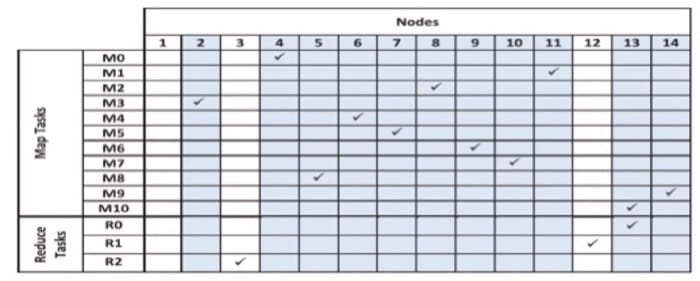 Nodes
1 2 3 4 5 6 7 8 9 10 11 12 13 14
Map Tasks
M0 ✓
M1 ✓
M2 ✓
M3 ✓
M4 ✓
M5 ✓
M6 ✓
M7 ✓
M8 ✓
M9 ✓
M10 ✓
Reduce
Tasks
R0 ✓
R1 ✓
R2 ✓